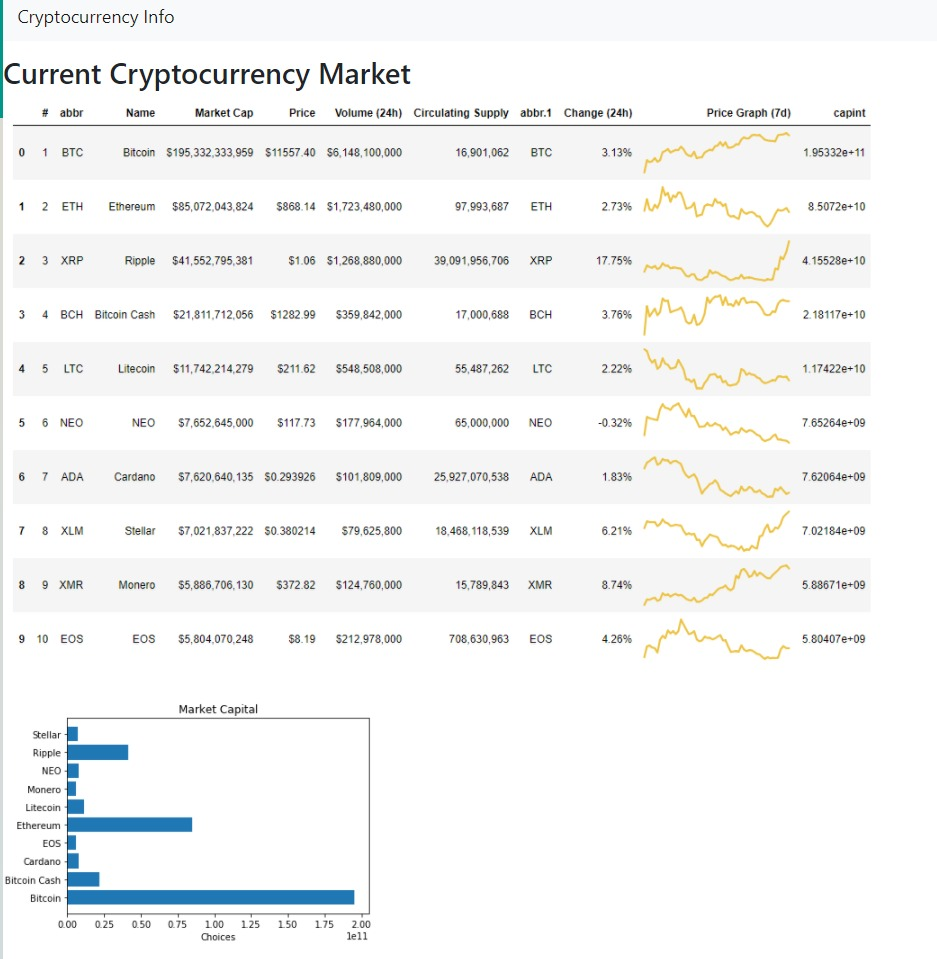 Cryptocurrency Info
Current Cryptocurrency Market
# abbr Name Market Cap Price Volume (24h) Circulating Supply abbr.1 Change (24h) Price Graph (7d) capint
0 1 BTC Bitcoin $195,332,333,959 $11557.40 $6,148,100,000 16,901,062 BTC 3.13% 1.95332e+11
1 2 ETH Ethereum $85,072,043,824 $868.14 $1,723,480,000 97,993,687 ETH 2.73% 8.5072e+10
2 3 XRP Ripple $41,552,795,381 $1.06 $1,268,880,000 39,091,956,706 XRP 17.75% 4.15528e+10
3 4 BCH Bitcoin Cash $21,811,712,056 $1282.99 $359,842,000 17,000,688 BCH 3.76% 2.18117e+10
4 5 LTC Litecoin $11,742,214,279 $211.62 $548,508,000 55,487,262 LTC 2.22% 1.17422e+10
5 6 NEO NEO $7,652,645,000 $117.73 $177,964,000 65,000,000 NEO -0.32% 7.65264e+09
6 7 ADA Cardano $7,620,640,135 $0.293926 $101,809,000 25,927,070,538 ADA 1.83% 7.62064e+09
7 8 XLM Stellar $7,021,837,222 $0.380214 $79,625,800 18,468,118,539 XLM 6.21% 7.02184e+09
8 9 XMR Monero $5,886,706,130 $372.82 $124,760,000 15,789,843 XMR 8.74% 5.88671e+09
9 10 EOS EOS $5,804,070,248 $8.19 $212,978,000 708,630,963 EOS 4.26% 5.80407e+09
Market Capital
Stellar
Ripple
NEO
Monero
Litecoin
Ethereum
EOS
Cardano
Bitcoin Cash
Bitcoin
0.00 0.25 0.50 0.75 1.00 1.25 1.50 1.75 2.00
Choices 1e11